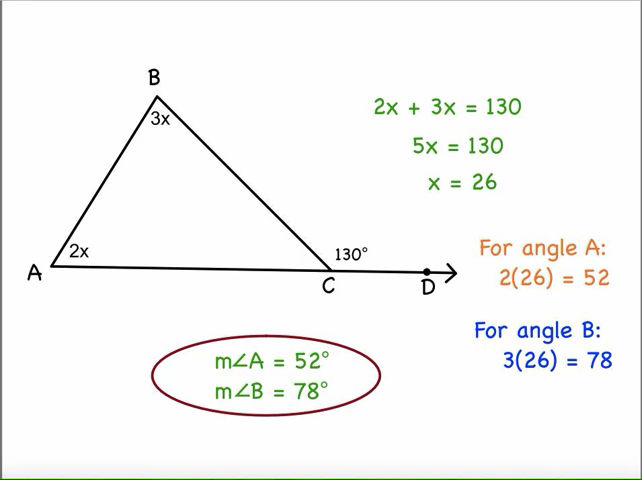 B
3x
2x + 3x = 130
5x = 130
x = 26
2x
130°
A
C
D
For angle A:
2(26) = 52
For angle B:
3(26) = 78
m∠A = 52°
m∠B = 78°